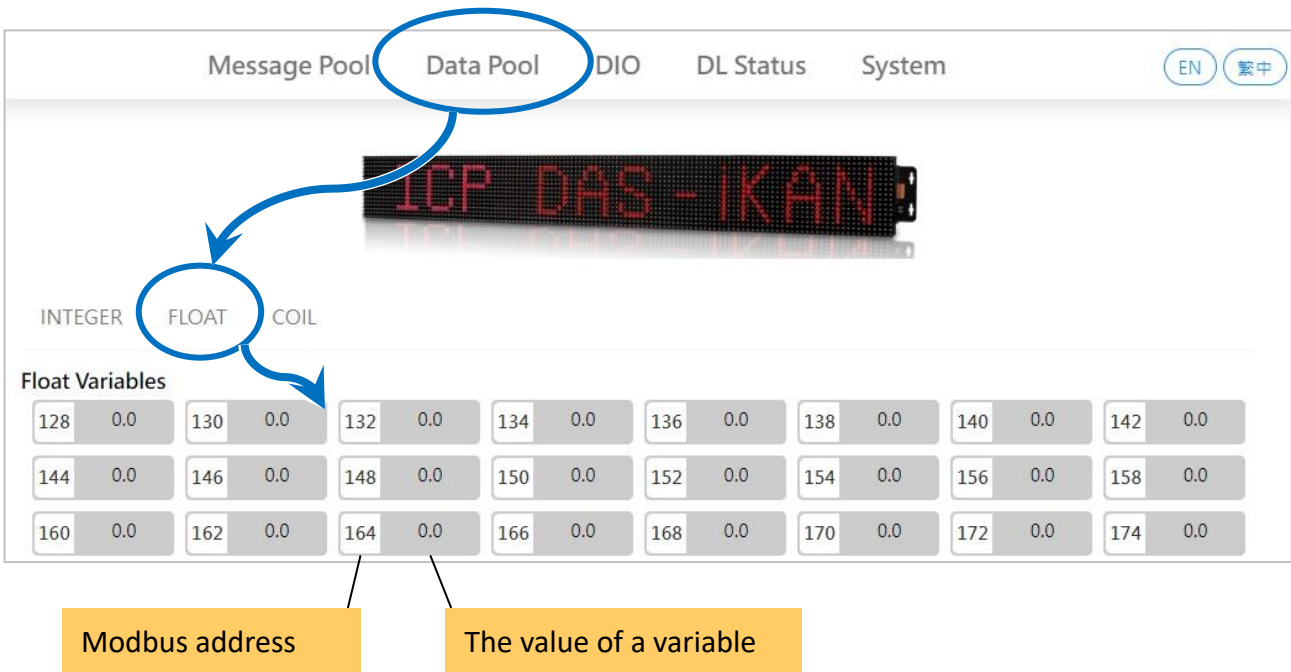 Message Pool Data Pool DIO DL Status System EN 繁中
ICP DAS - iKAN
INTEGER FLOAT COIL
Float Variables
128 0.0 130 0.0 132 0.0 134 0.0 136 0.0 138 0.0 140 0.0 142 0.0
144 0.0 146 0.0 148 0.0 150 0.0 152 0.0 154 0.0 156 0.0 158 0.0
160 0.0 162 0.0 164 0.0 166 0.0 168 0.0 170 0.0 172 0.0 174 0.0
Modbus address The value of a variable